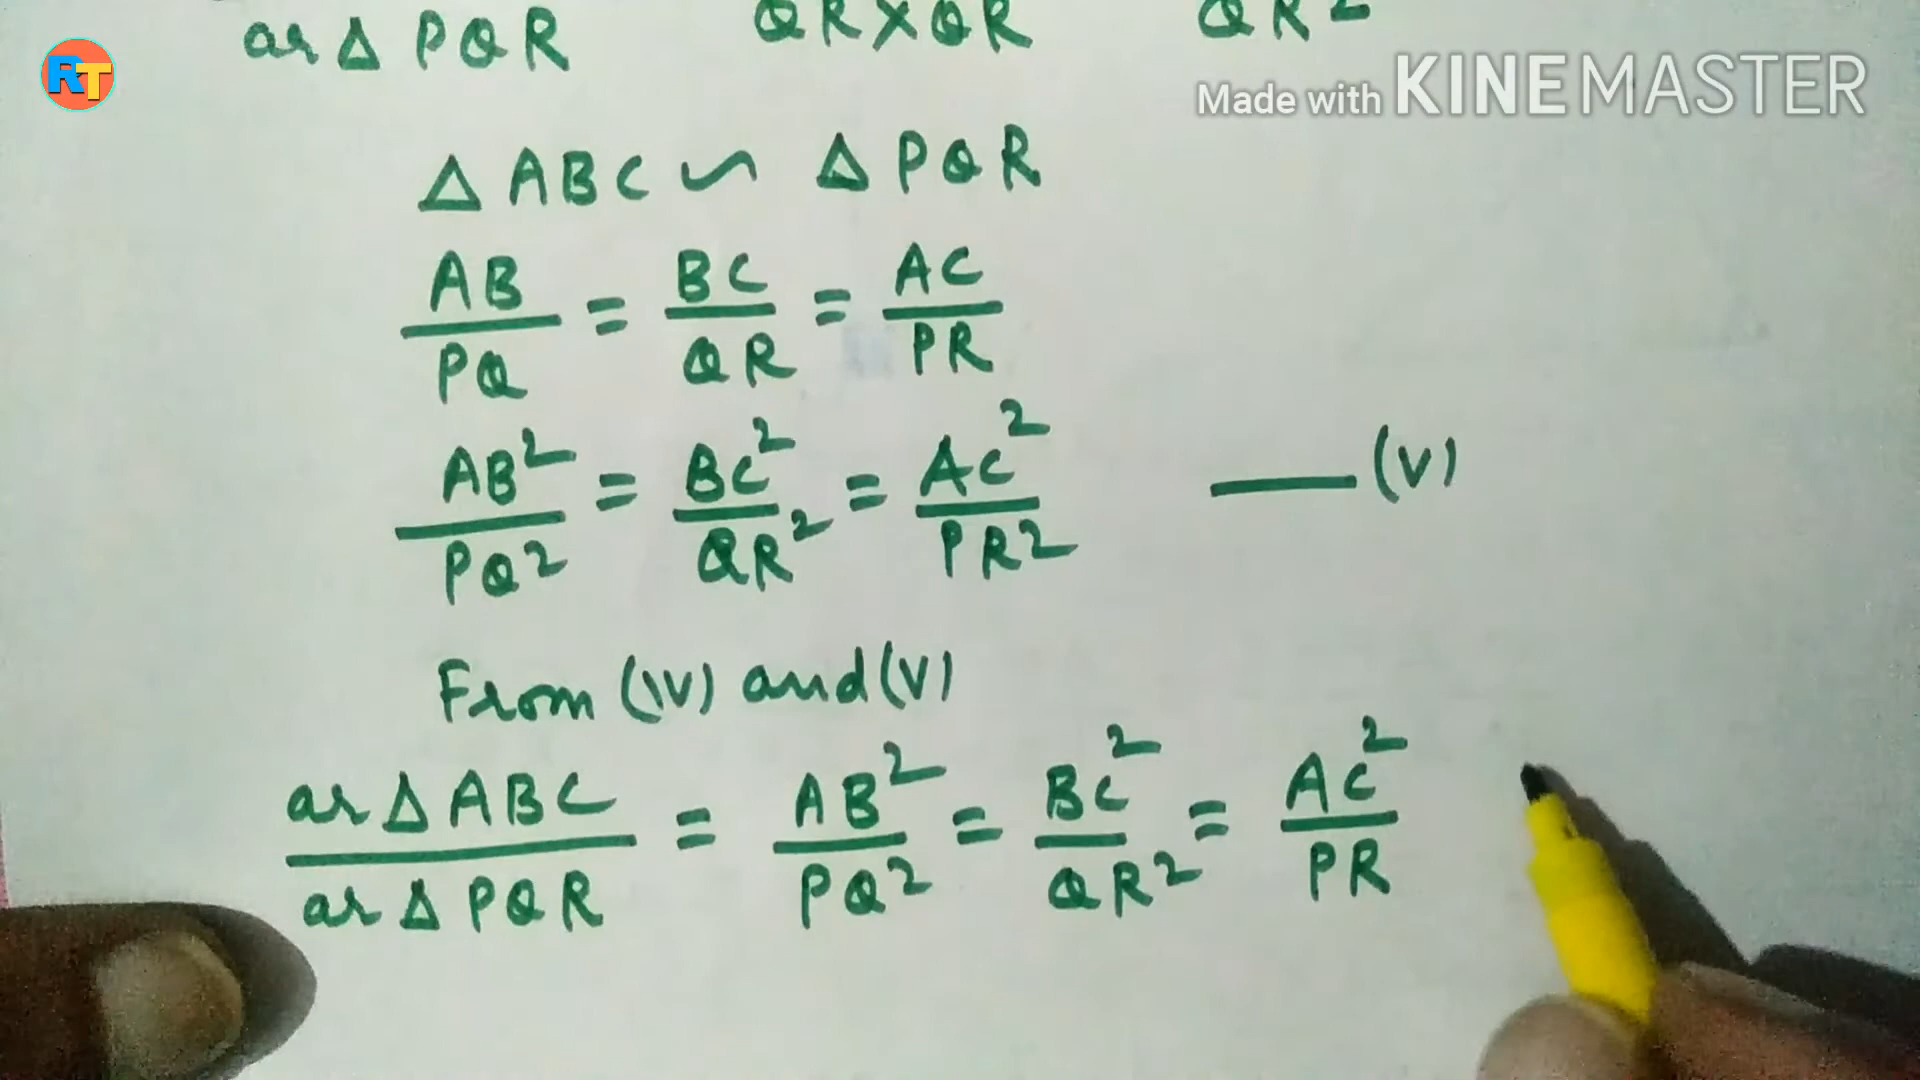 ar Δ PQR QR×QR QR²
RT
Made with KINEMASTER
Δ ABC ∽ Δ PQR
AB/PQ = BC/QR = AC/PR
AB²/PQ² = BC²/QR² = AC²/PR² —— (V)
From (IV) and (V)
ar Δ ABC/ar Δ PQR = AB²/PQ² = BC²/QR² = AC²/PR